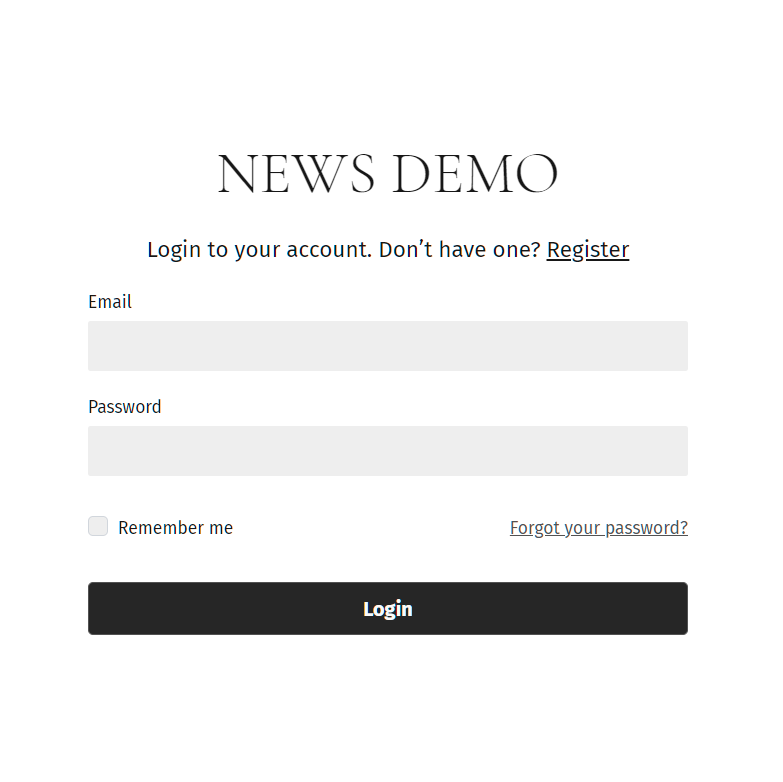 NEWS DEMO
Login to your account. Don’t have one? Register
Email
Password
Remember me Forgot your password?
Login